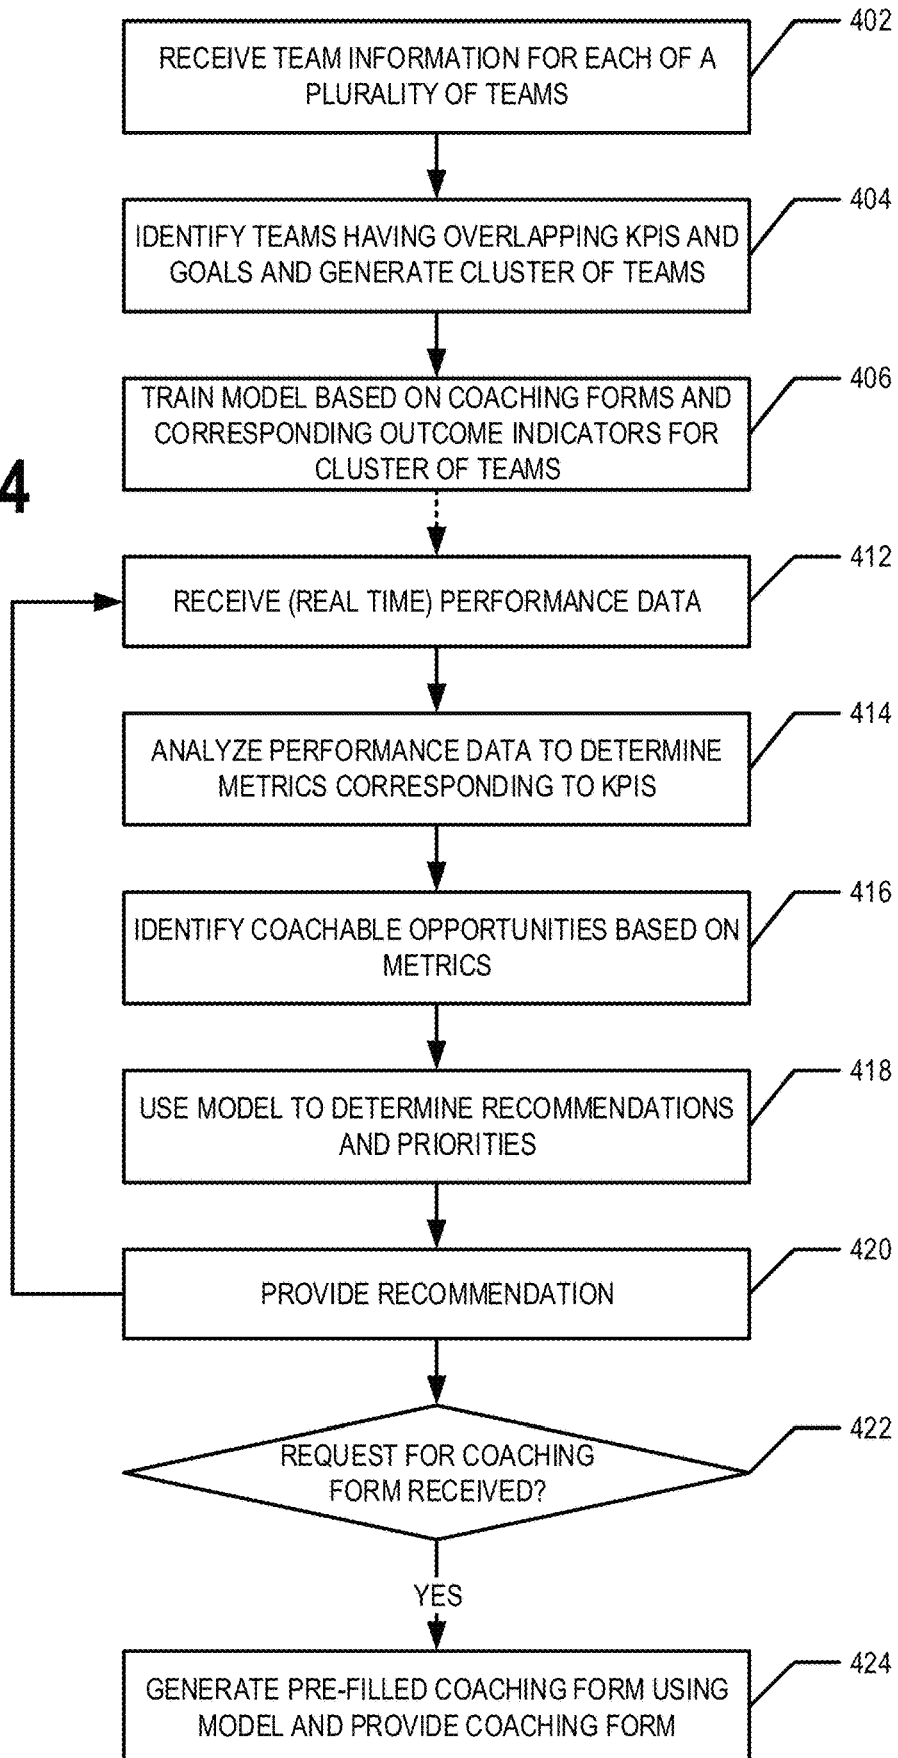 402
RECEIVE TEAM INFORMATION FOR EACH OF A
PLURALITY OF TEAMS
404
IDENTIFY TEAMS HAVING OVERLAPPING KPIS AND
GOALS AND GENERATE CLUSTER OF TEAMS
406
TRAIN MODEL BASED ON COACHING FORMS AND
CORRESPONDING OUTCOME INDICATORS FOR
CLUSTER OF TEAMS
4
412
RECEIVE (REAL TIME) PERFORMANCE DATA
414
ANALYZE PERFORMANCE DATA TO DETERMINE
METRICS CORRESPONDING TO KPIS
416
IDENTIFY COACHABLE OPPORTUNITIES BASED ON
METRICS
418
USE MODEL TO DETERMINE RECOMMENDATIONS
AND PRIORITIES
420
PROVIDE RECOMMENDATION
422
REQUEST FOR COACHING
FORM RECEIVED?
YES
424
GENERATE PRE-FILLED COACHING FORM USING
MODEL AND PROVIDE COACHING FORM